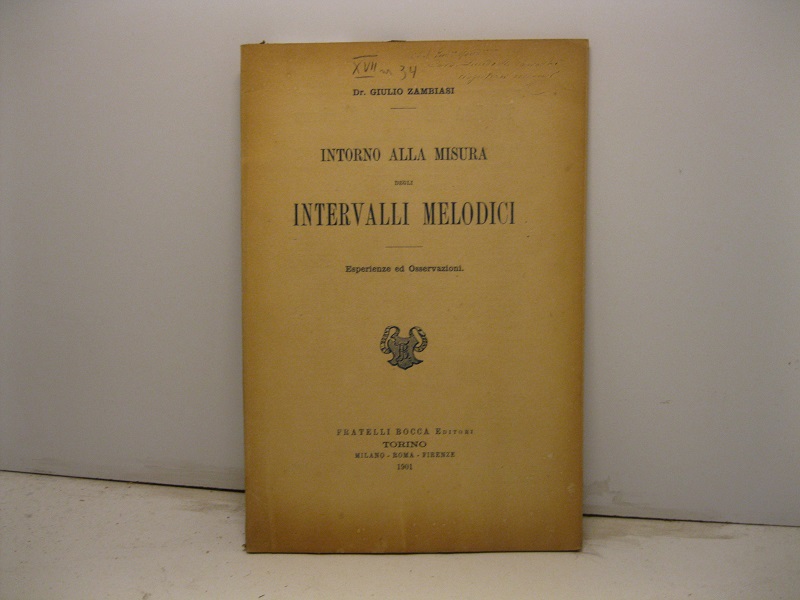 XVII 34
Dr. GIULIO ZAMBIASI
INTORNO ALLA MISURA
DEGLI
INTERVALLI MELODICI
Esperienze ed Osservazioni.
FRATELLI BOCCA EDITORI
TORINO
MILANO - ROMA - FIRENZE
1901